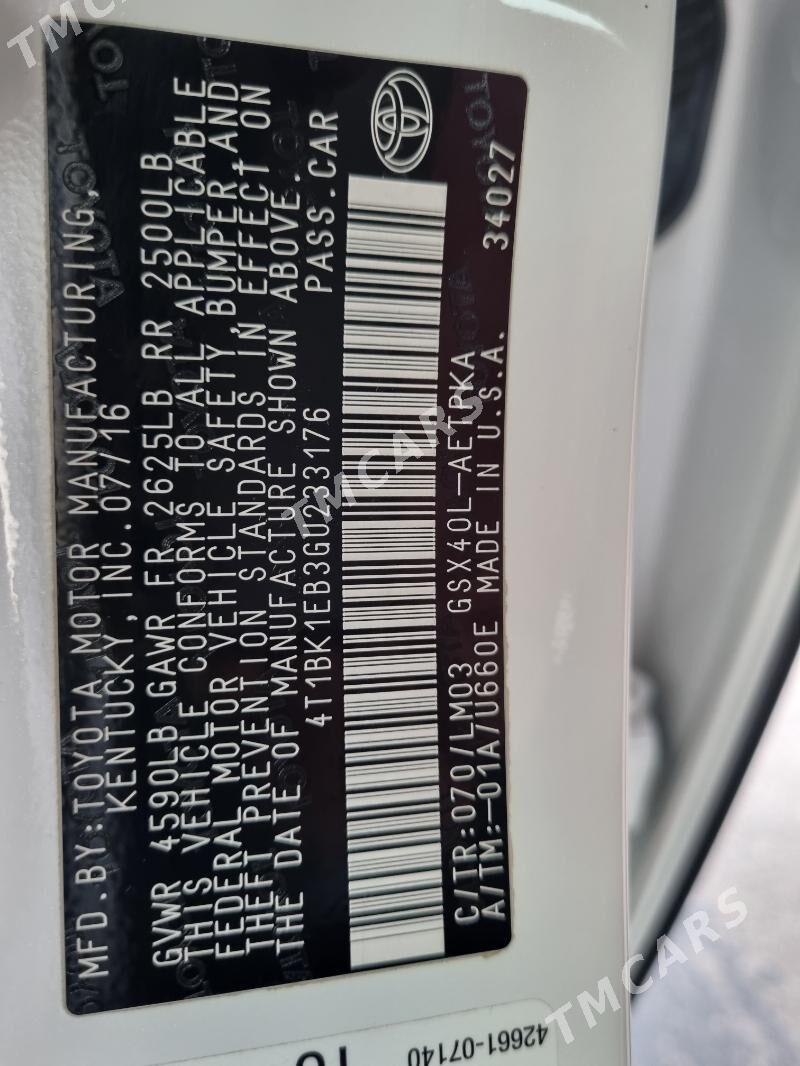 MFD.BY:TOYOTA MOTOR MANUFACTURING,
KENTUCKY, INC.07/16
GVWR 4590LB GAWR FR 2625LB RR 2500LB
THIS VEHICLE CONFORMS TO ALL APPLICABLE
FEDERAL MOTOR VEHICLE SAFETY,BUMPER,AND
THEFT PREVENTION STANDARDS IN EFFECT ON
THE DATE OF MANUFACTURE SHOWN ABOVE.
4T1BK1EB3GU233176 PASS.CAR
C/TR:070/LM03 GSX40L-AETRKA
A/TM:-01A/U660E MADE IN U.S.A. 34027
42661-07140
TMCARS
TMCARS
TMCARS
TMCARS